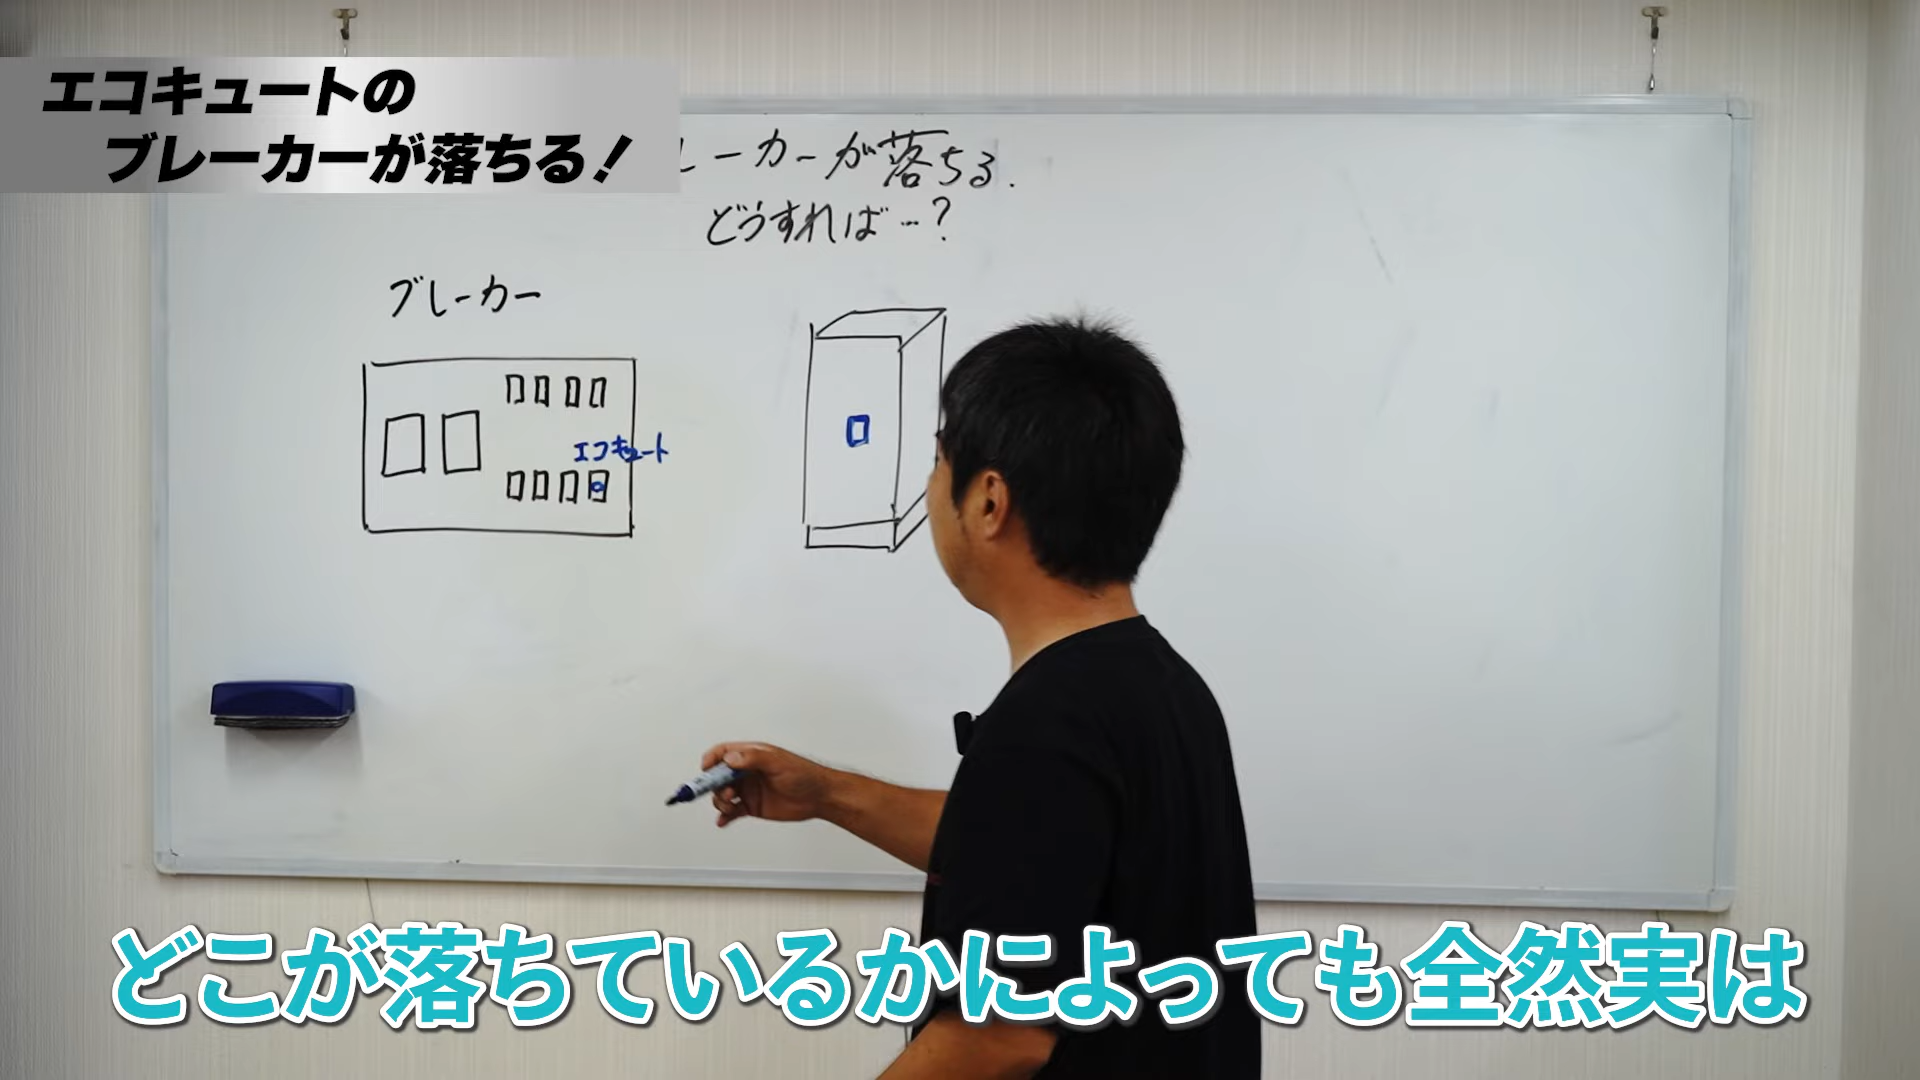 エコキュートの
ブレーカーが落ちる!
レーカーが落ちる.
どうすれば…?
ブレーカー
エコキュート
どこが落ちているかによっても全然実は